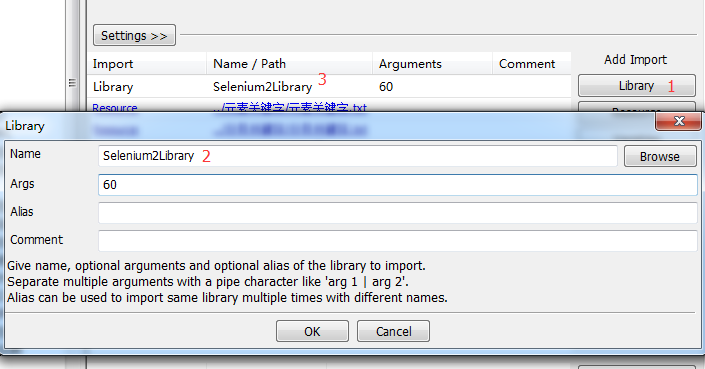 Settings >>
Import Name / Path Arguments Comment
Add Import
Library Selenium2Library 3 60
Library 1
Resource ../元素关键字/元素关键字.txt
Library
Name Selenium2Library 2 Browse
Args 60
Alias
Comment
Give name, optional arguments and optional alias of the library to import.
Separate multiple arguments with a pipe character like 'arg 1 | arg 2'.
Alias can be used to import same library multiple times with different names.
OK Cancel